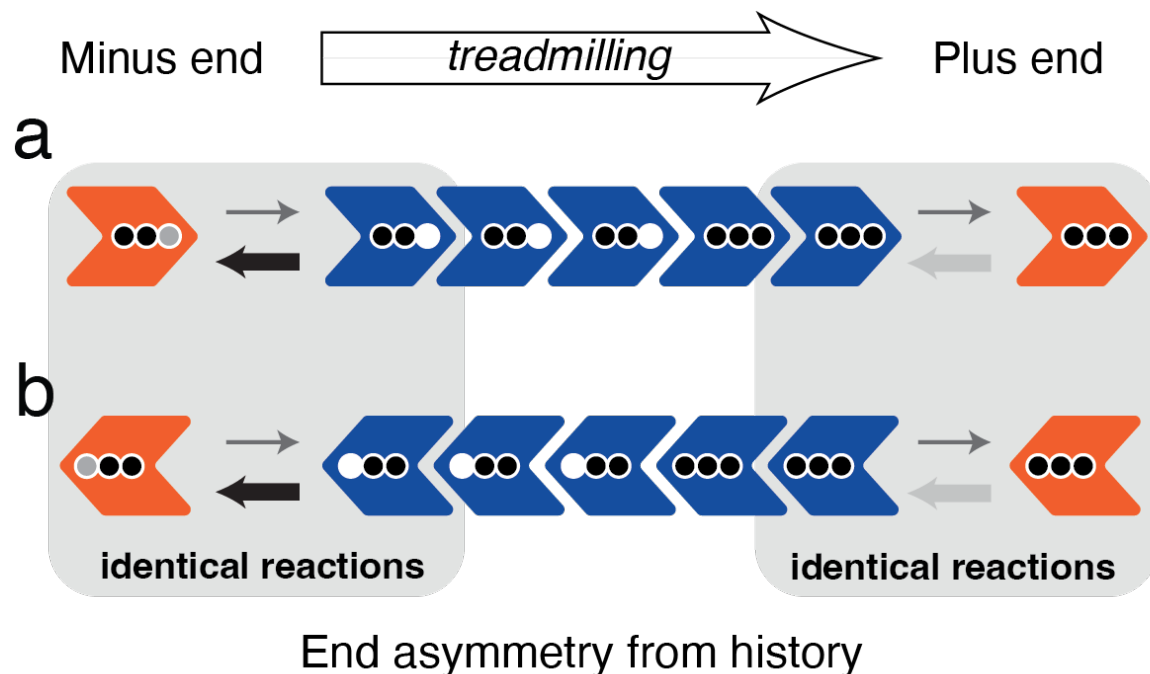 Minus end
treadmilling
Plus end
a
b
identical reactions
identical reactions
End asymmetry from history